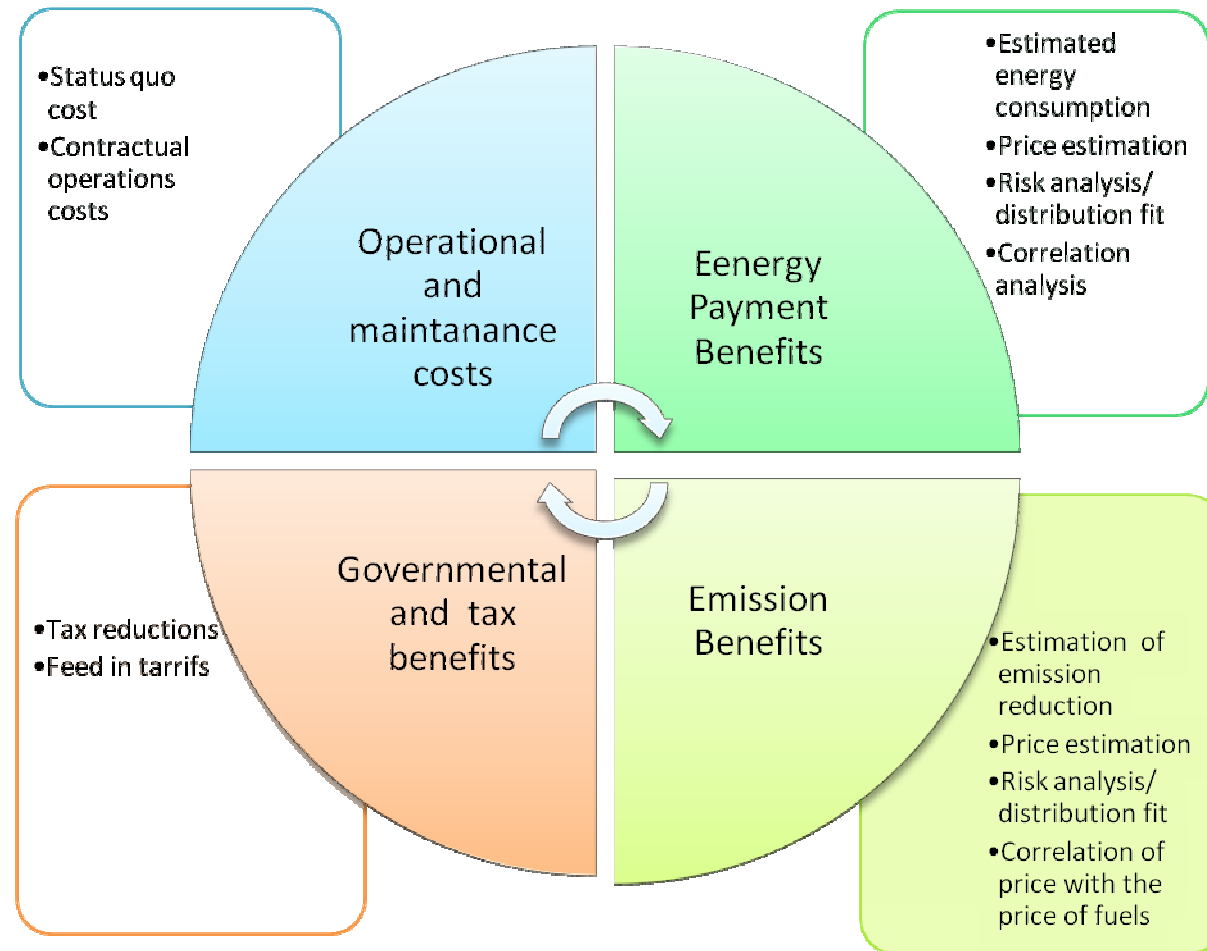 •Status quo
cost
•Contractual
operations
costs
Operational
and
maintanance
costs
Eenergy
Payment
Benefits
•Estimated
energy
consumption
•Price estimation
•Risk analysis/
distribution fit
•Correlation
analysis
•Tax reductions
•Feed in tarrifs
Governmental
and tax
benefits
Emission
Benefits
•Estimation of
emission
reduction
•Price estimation
•Risk analysis/
distribution fit
•Correlation of
price with the
price of fuels